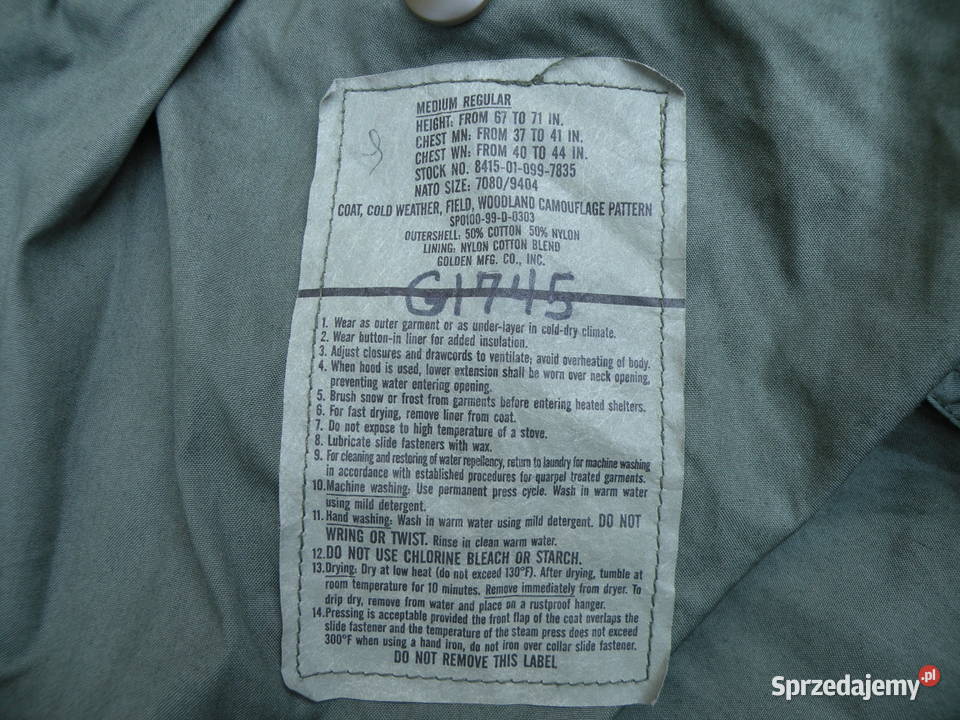 MEDIUM REGULAR
HEIGHT: FROM 67 TO 71 IN.
CHEST MN: FROM 37 TO 41 IN.
CHEST WN: FROM 40 TO 44 IN.
STOCK NO. 8415-01-099-7835
NATO SIZE: 7080/9404
COAT, COLD WEATHER, FIELD, WOODLAND CAMOUFLAGE PATTERN
SPO100-99-D-0303
OUTERSHELL: 50% COTTON 50% NYLON
LINING: NYLON COTTON BLEND
GOLDEN MFG. CO., INC.
G1745
1. Wear as outer garment or as under-layer in cold-dry climate.
2. Wear button-in liner for added insulation.
3. Adjust closures and drawcords to ventilate; avoid overheating of body.
4. When hood is used, lower extension shall be worn over neck opening,
preventing water entering opening.
5. Brush snow or frost from garments before entering heated shelters.
6. For fast drying, remove liner from coat.
7. Do not expose to high temperature of a stove.
8. Lubricate slide fasteners with wax.
9. For cleaning and restoring of water repellency, return to laundry for machine washing
in accordance with established procedures for quarpel treated garments.
10. Machine washing: Use permanent press cycle. Wash in warm water
using mild detergent.
11. Hand washing: Wash in warm water using mild detergent. DO NOT
WRING OR TWIST. Rinse in clean warm water.
12. DO NOT USE CHLORINE BLEACH OR STARCH.
13. Drying: Dry at low heat (do not exceed 130°F). After drying, tumble at
room temperature for 10 minutes. Remove immediately from dryer. To
drip dry, remove from water and place on a rustproof hanger.
14. Pressing is acceptable provided the front flap of the coat overlaps the
slide fastener and the temperature of the steam press does not exceed
300°F when using a hand iron, do not iron over collar slide fastener.
DO NOT REMOVE THIS LABEL
Sprzedajemy.pl